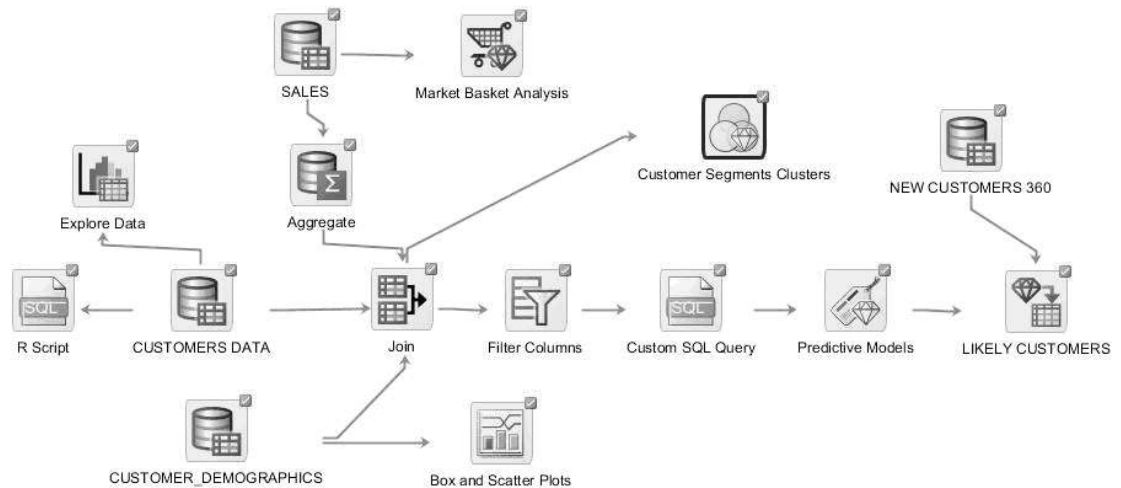 SALES
Market Basket Analysis
Customer Segments Clusters
NEW CUSTOMERS 360
Explore Data
Σ
Aggregate
SQL
R Script
CUSTOMERS DATA
Join
Filter Columns
SQL
Custom SQL Query
Predictive Models
LIKELY CUSTOMERS
CUSTOMER_DEMOGRAPHICS
Box and Scatter Plots